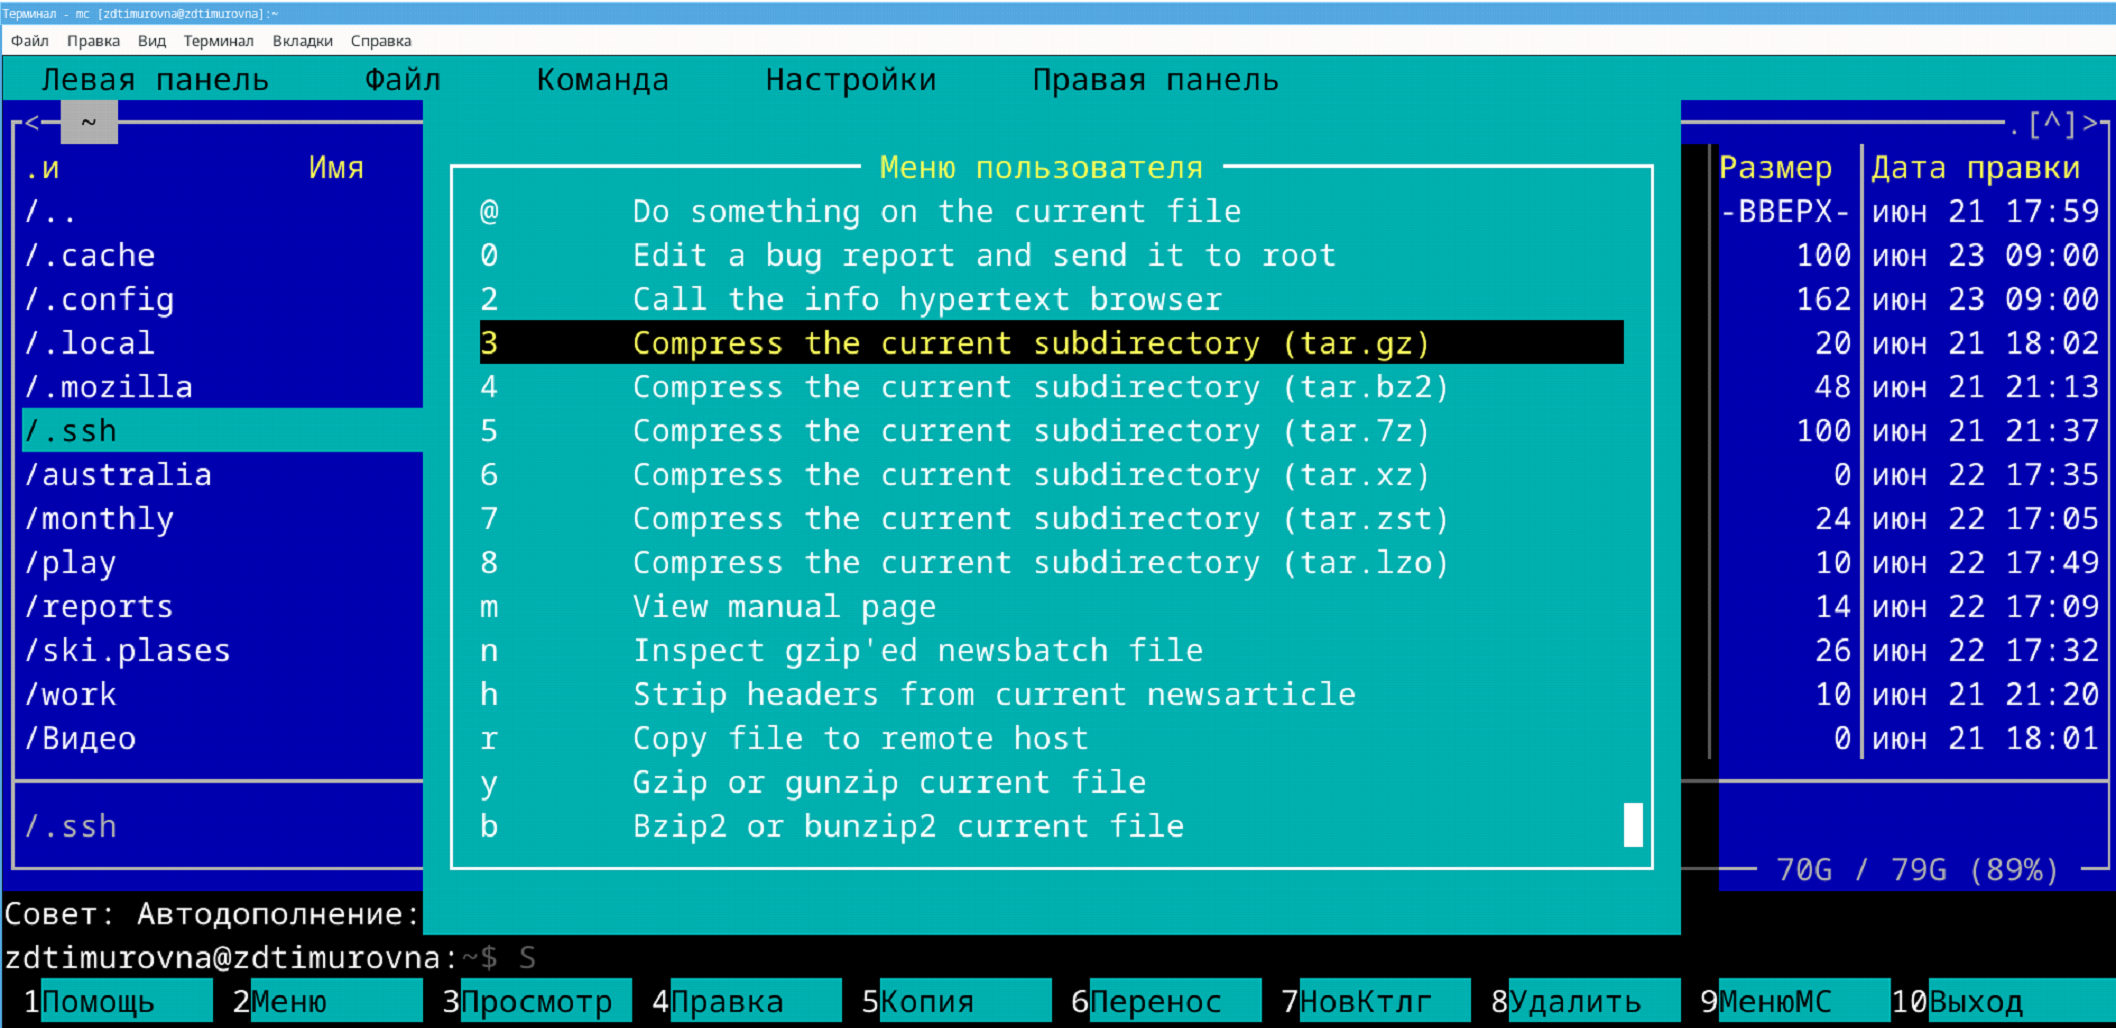 Терминал - mc [zdtimurovna@zdtimurovna]:~
Файл Правка Вид Терминал Вкладки Справка
Левая панель Файл Команда Настройки Правая панель
<─ ~ .[^]>
.и Имя Меню пользователя Размер Дата правки
/.. @ Do something on the current file -ВВЕРХ- июн 21 17:59
/.cache 0 Edit a bug report and send it to root 100 июн 23 09:00
/.config 2 Call the info hypertext browser 162 июн 23 09:00
/.local 3 Compress the current subdirectory (tar.gz) 20 июн 21 18:02
/.mozilla 4 Compress the current subdirectory (tar.bz2) 48 июн 21 21:13
/.ssh 5 Compress the current subdirectory (tar.7z) 100 июн 21 21:37
/australia 6 Compress the current subdirectory (tar.xz) 0 июн 22 17:35
/monthly 7 Compress the current subdirectory (tar.zst) 24 июн 22 17:05
/play 8 Compress the current subdirectory (tar.lzo) 10 июн 22 17:49
/reports m View manual page 14 июн 22 17:09
/ski.plases n Inspect gzip'ed newsbatch file 26 июн 22 17:32
/work h Strip headers from current newsarticle 10 июн 21 21:20
/Видео r Copy file to remote host 0 июн 21 18:01
y Gzip or gunzip current file
/.ssh b Bzip2 or bunzip2 current file
70G / 79G (89%)
Совет: Автодополнение:
zdtimurovna@zdtimurovna:~$ S
1Помощь 2Меню 3Просмотр 4Правка 5Копия 6Перенос 7НовКтлг 8Удалить 9МенюМС 10Выход